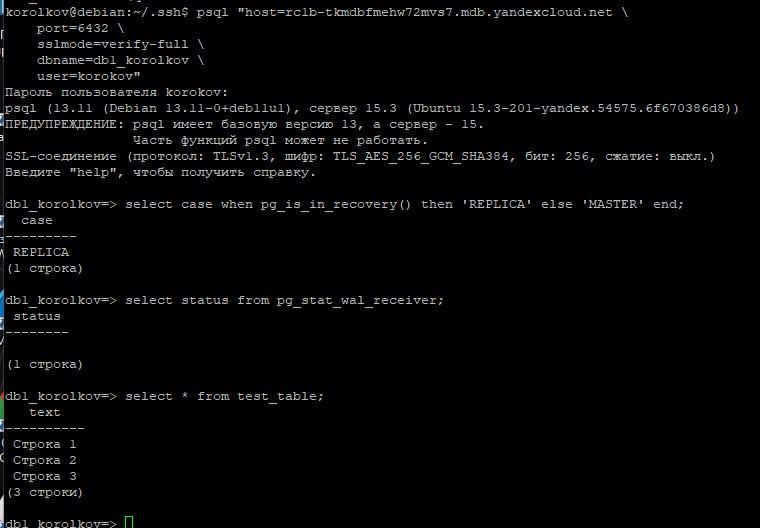 korolkov@debian:~/.ssh$ psql "host=rc1b-tkmdbfmehw72mvs7.mdb.yandexcloud.net \
    port=6432 \
    sslmode=verify-full \
    dbname=db1_korolkov \
    user=korokov"
Пароль пользователя korokov:
psql (13.11 (Debian 13.11-0+deb11u1), сервер 15.3 (Ubuntu 15.3-201-yandex.54575.6f670386d8))
ПРЕДУПРЕЖДЕНИЕ: psql имеет базовую версию 13, а сервер - 15.
                Часть функций psql может не работать.
SSL-соединение (протокол: TLSv1.3, шифр: TLS_AES_256_GCM_SHA384, бит: 256, сжатие: выкл.)
Введите "help", чтобы получить справку.

db1_korolkov=> select case when pg_is_in_recovery() then 'REPLICA' else 'MASTER' end;
  case
---------
 REPLICA
(1 строка)

db1_korolkov=> select status from pg_stat_wal_receiver;
 status
--------

(1 строка)

db1_korolkov=> select * from test_table;
   text
----------
 Строка 1
 Строка 2
 Строка 3
(3 строки)

db1_korolkov=>